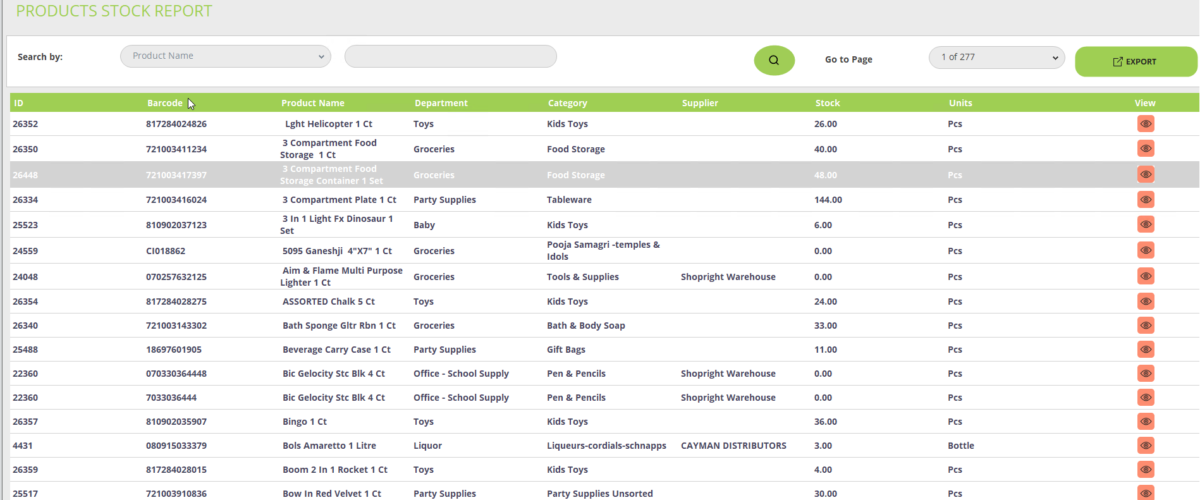 PRODUCTS STOCK REPORT
Search by: Product Name Go to Page 1 of 277 EXPORT
ID Barcode Product Name Department Category Supplier Stock Units View
26352 817284024826 Lght Helicopter 1 Ct Toys Kids Toys 26.00 Pcs
26350 721003411234 3 Compartment Food Storage 1 Ct Groceries Food Storage 40.00 Pcs
26448 721003417397 3 Compartment Food Storage Container 1 Set Groceries Food Storage 48.00 Pcs
26334 721003416024 3 Compartment Plate 1 Ct Party Supplies Tableware 144.00 Pcs
25523 810902037123 3 In 1 Light Fx Dinosaur 1 Set Baby Kids Toys 6.00 Pcs
24559 CI018862 5095 Ganeshji 4"X7" 1 Ct Groceries Pooja Samagri -temples & Idols 0.00 Pcs
24048 070257632125 Aim & Flame Multi Purpose Lighter 1 Ct Groceries Tools & Supplies Shopright Warehouse 0.00 Pcs
26354 817284028275 ASSORTED Chalk 5 Ct Toys Kids Toys 24.00 Pcs
26340 721003143302 Bath Sponge Gltr Rbn 1 Ct Groceries Bath & Body Soap 33.00 Pcs
25488 18697601905 Beverage Carry Case 1 Ct Party Supplies Gift Bags 11.00 Pcs
22360 070330364448 Bic Gelocity Stc Blk 4 Ct Office - School Supply Pen & Pencils Shopright Warehouse 0.00 Pcs
22360 7033036444 Bic Gelocity Stc Blk 4 Ct Office - School Supply Pen & Pencils Shopright Warehouse 0.00 Pcs
26357 810902035907 Bingo 1 Ct Toys Kids Toys 36.00 Pcs
4431 080915033379 Bols Amaretto 1 Litre Liquor Liqueurs-cordials-schnapps CAYMAN DISTRIBUTORS 3.00 Bottle
26359 817284028015 Boom 2 In 1 Rocket 1 Ct Toys Kids Toys 4.00 Pcs
25517 721003910836 Bow In Red Velvet 1 Ct Party Supplies Party Supplies Unsorted 30.00 Pcs